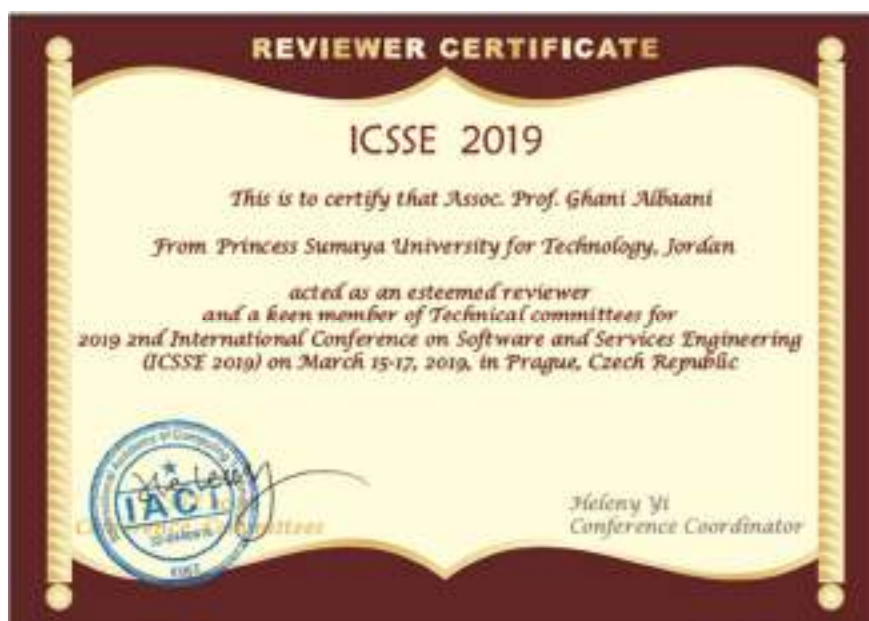 REVIEWER CERTIFICATE
ICSSE 2019
This is to certify that Assoc. Prof. Ghani Albaani
From Princess Sumaya University for Technology, Jordan
acted as an esteemed reviewer
and a keen member of Technical committees for
2019 2nd International Conference on Software and Services Engineering
(ICSSE 2019) on March 15-17, 2019, in Prague, Czech Republic
Heleny
IACI
Heleny Yi
Conference Coordinator